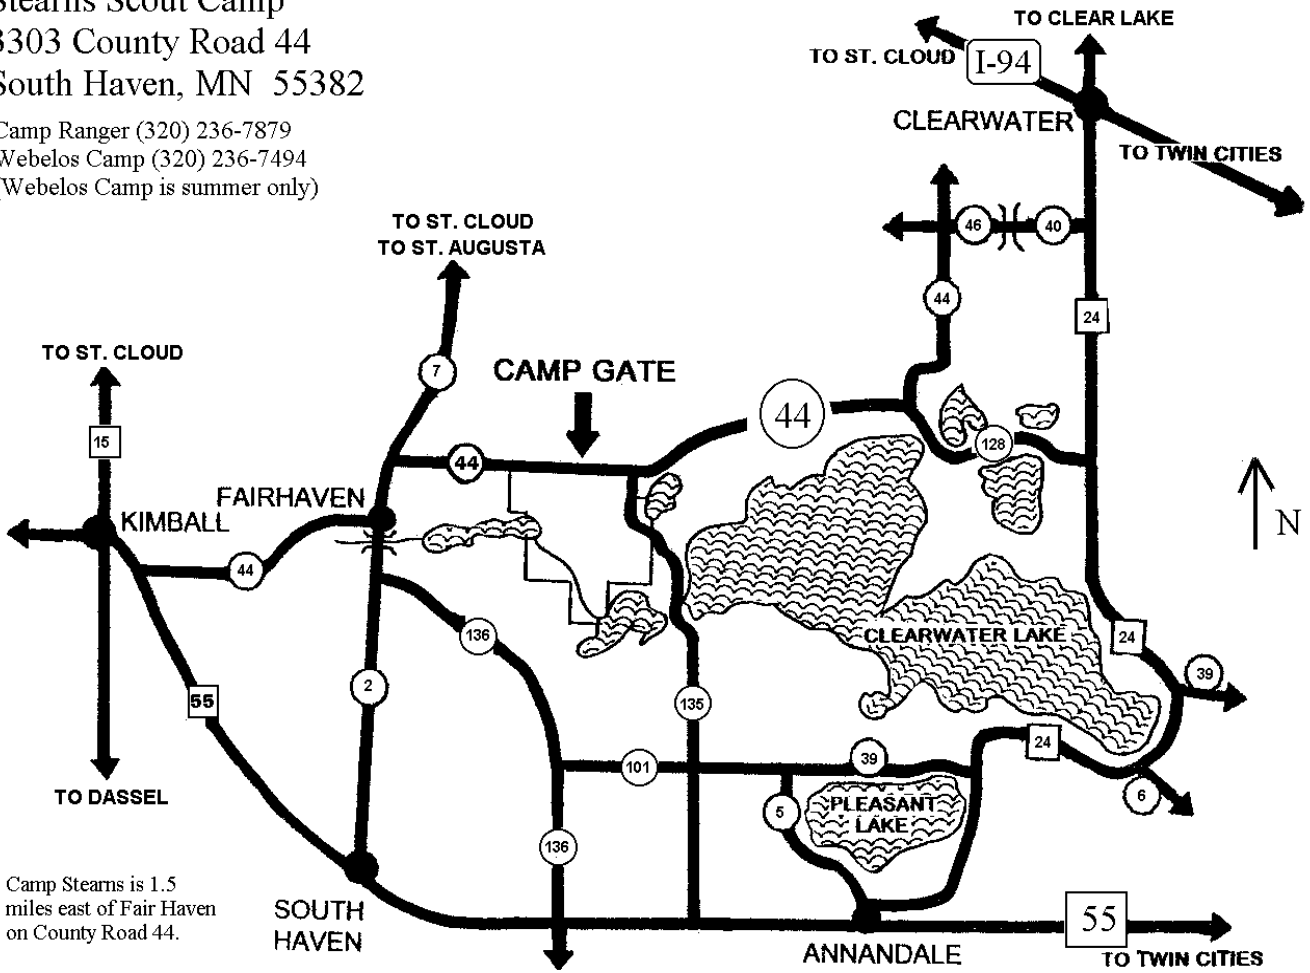 Stearns Scout Camp
3303 County Road 44
South Haven, MN 55382
Camp Ranger (320) 236-7879
Webelos Camp (320) 236-7494
(Webelos Camp is summer only)
TO CLEAR LAKE
TO ST. CLOUD
I-94
CLEARWATER
TO TWIN CITIES
46
40
44
24
TO ST. CLOUD
TO ST. AUGUSTA
7
TO ST. CLOUD
15
CAMP GATE
44
44
128
FAIRHAVEN
KIMBALL
44
N
136
CLEARWATER LAKE
24
39
2
55
135
24
101
39
6
TO DASSEL
5
PLEASANT
LAKE
136
Camp Stearns is 1.5
miles east of Fair Haven
on County Road 44.
SOUTH
HAVEN
ANNANDALE
55
TO TWIN CITIES